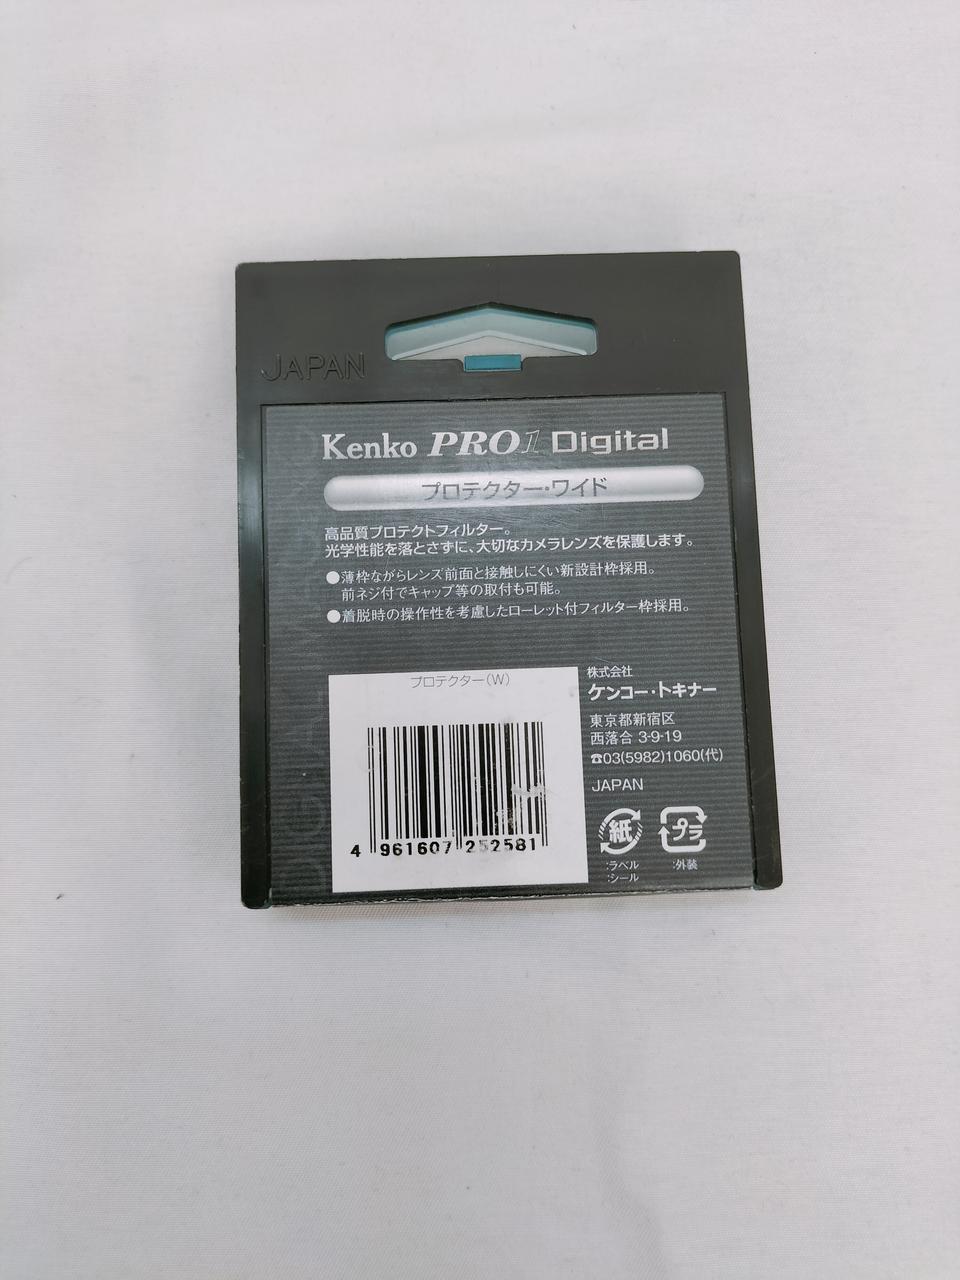 JAPAN
Kenko PRO1 Digital
プロテクター・ワイド
高品質プロテクトフィルター。
光学性能を落とさずに、大切なカメラレンズを保護します。
●薄枠ながらレンズ前面と接触しにくい新設計枠採用。
前ネジ付でキャップ等の取付も可能。
●着脱時の操作性を考慮したローレット付フィルター枠採用。
プロテクター(W)
4 961607 252581
株式会社
ケンコー・トキナー
東京都新宿区
西落合 3-9-19
☎03(5982)1060(代)
JAPAN
紙 プラ
:ラベル :外装
:シール